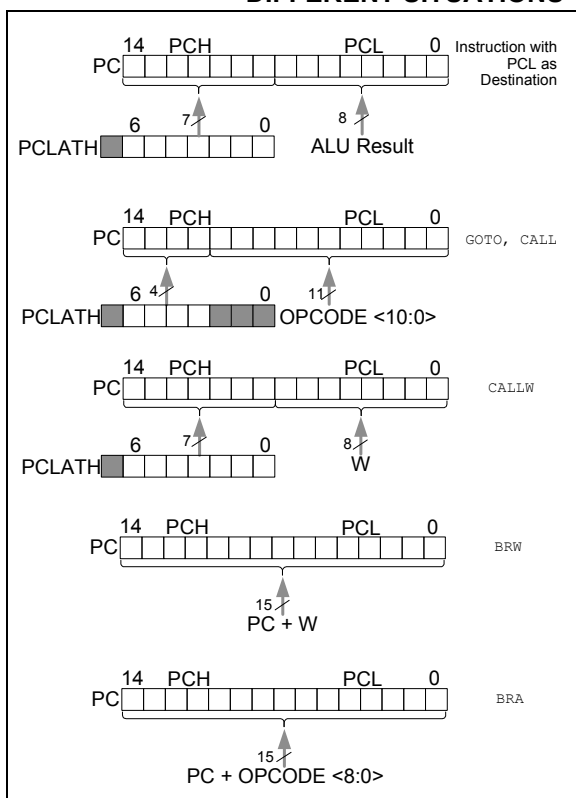 DIFFERENT SITUATIONS
14 PCH PCL 0 Instruction with
PC PCL as
Destination
7 8
6 0
PCLATH ALU Result
14 PCH PCL 0
PC GOTO, CALL
6 4 0 11
PCLATH OPCODE <10:0>
14 PCH PCL 0
PC CALLW
6 7 0 8
PCLATH W
14 PCH PCL 0
PC BRW
15
PC + W
14 PCH PCL 0
PC BRA
15
PC + OPCODE <8:0>